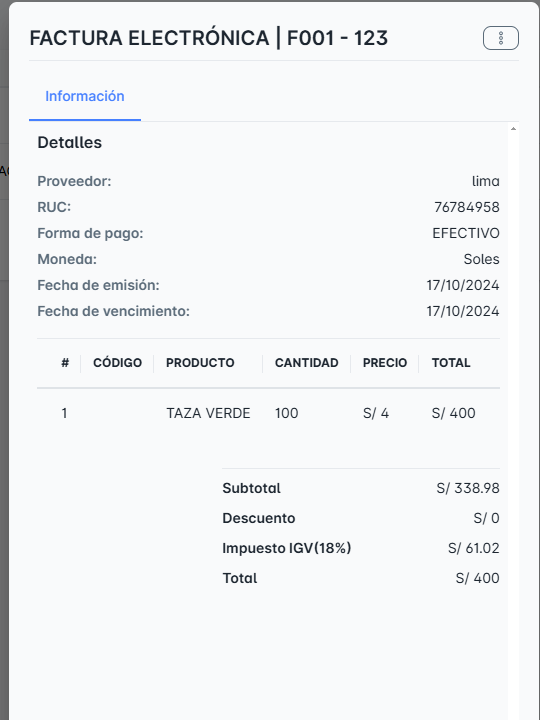 FACTURA ELECTRÓNICA | F001 - 123
Información
Detalles
Proveedor: lima
RUC: 76784958
Forma de pago: EFECTIVO
Moneda: Soles
Fecha de emisión: 17/10/2024
Fecha de vencimiento: 17/10/2024
# CÓDIGO PRODUCTO CANTIDAD PRECIO TOTAL
1 TAZA VERDE 100 S/ 4 S/ 400
Subtotal S/ 338.98
Descuento S/ 0
Impuesto IGV(18%) S/ 61.02
Total S/ 400